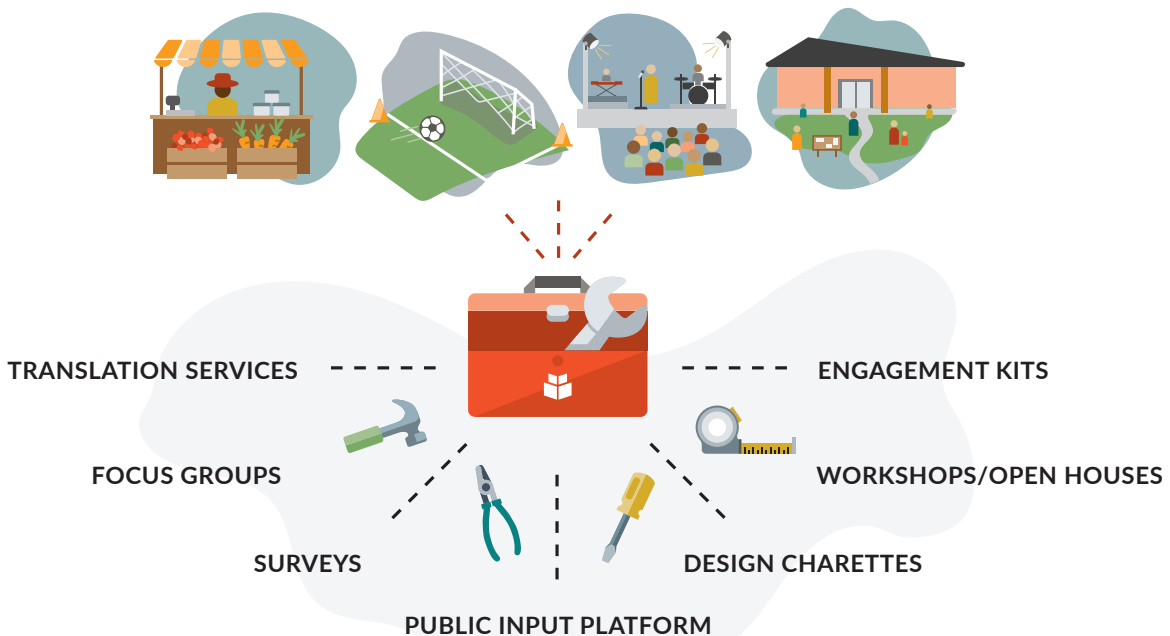 TRANSLATION SERVICES
ENGAGEMENT KITS
FOCUS GROUPS
WORKSHOPS/OPEN HOUSES
SURVEYS
DESIGN CHARETTES
PUBLIC INPUT PLATFORM